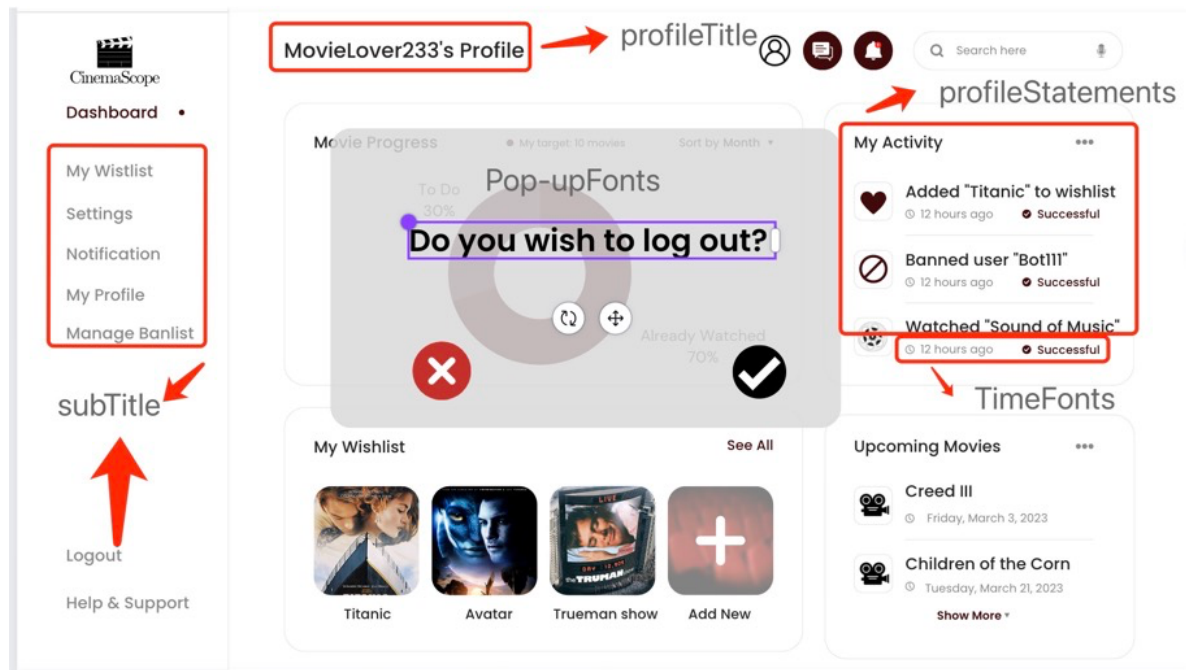 CinemaScope
Dashboard
My Wistlist
Settings
Notification
My Profile
Manage Banlist
subTitle
Logout
Help & Support
MovieLover233's Profile
profileTitle
Search here
profileStatements
Movie Progress
My target: 10 movies
Sort by Month
To Do
30%
Pop-upFonts
Do you wish to log out?
Already Watched
70%
My Activity
Added "Titanic" to wishlist
12 hours ago Successful
Banned user "Bot111"
12 hours ago Successful
Watched "Sound of Music"
12 hours ago Successful
TimeFonts
My Wishlist
See All
LIVE
THE TRUMAN
Titanic
Avatar
Trueman show
Add New
Upcoming Movies
Creed III
Friday, March 3, 2023
Children of the Corn
Tuesday, March 21, 2023
Show More